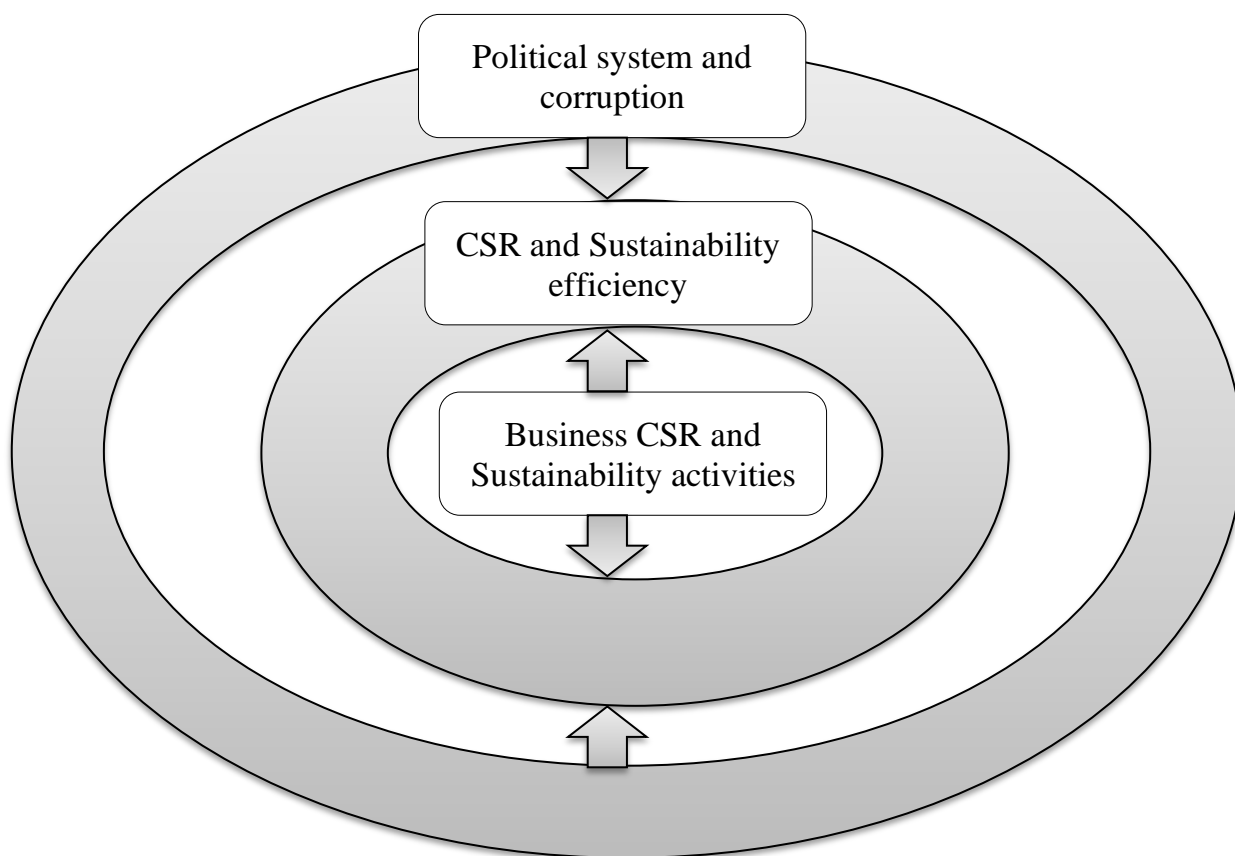 Political system and
corruption
CSR and Sustainability
efficiency
Business CSR and
Sustainability activities